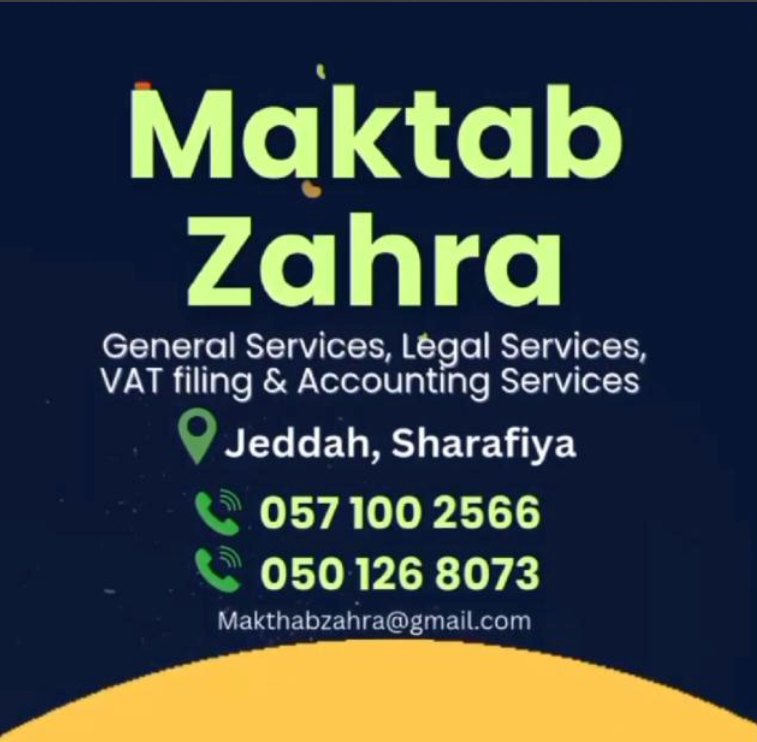 Maktab
Zahra
General Services, Legal Services,
VAT filing & Accounting Services
Jeddah, Sharafiya
057 100 2566
050 126 8073
Makthabzahra@gmail.com